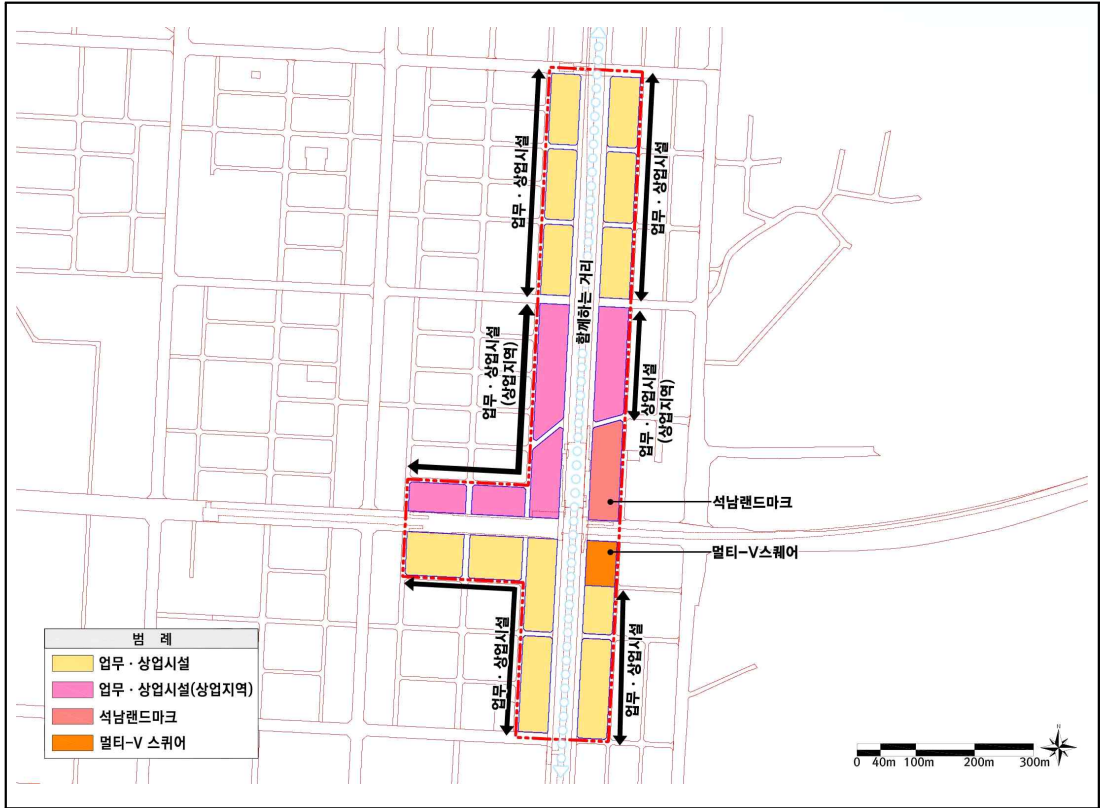 업무 · 상업시설
업무 · 상업시설
함께하는 거리
업무 · 상업시설
(상업지역)
업무 · 상업시설
(상업지역)
석남랜드마크
멀티-V스퀘어
업무 · 상업시설
업무 · 상업시설
범 례
업무 · 상업시설
업무 · 상업시설(상업지역)
석남랜드마크
멀티-V 스퀴어
N
0 40m 100m 200m 300m